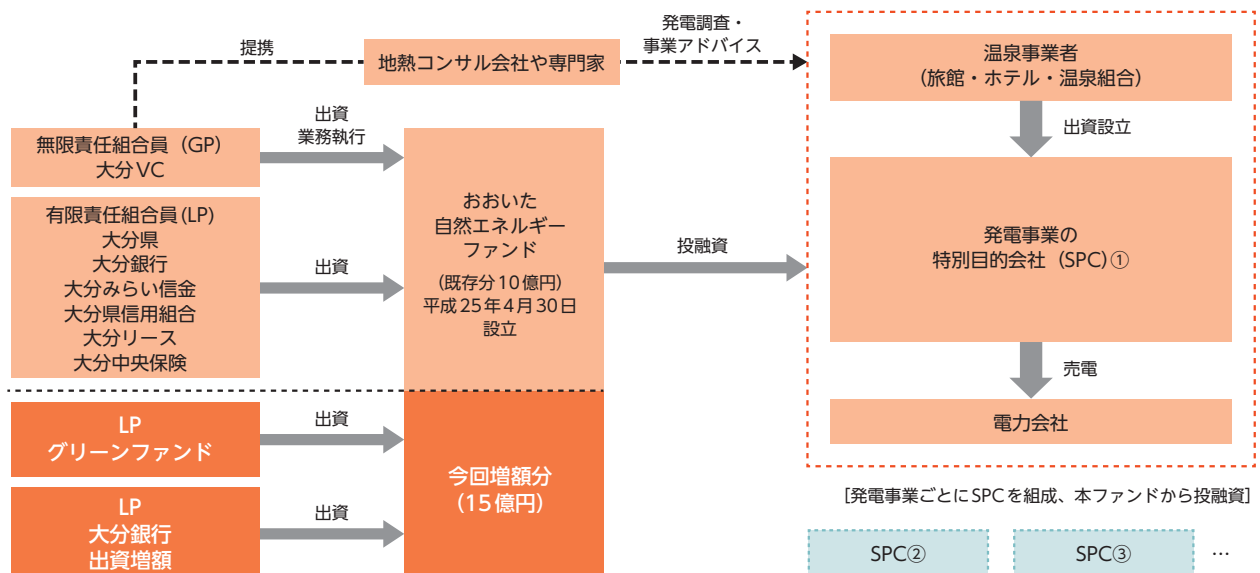 提携
地熱コンサル会社や専門家
発電調査・
事業アドバイス
温泉事業者
（旅館・ホテル・温泉組合）
出資設立
無限責任組合員（GP）
大分VC
出資
業務執行
有限責任組合員(LP)
大分県
大分銀行
大分みらい信金
大分県信用組合
大分リース
大分中央保険
出資
おおいた
自然エネルギー
ファンド
（既存分10億円）
平成25年4月30日
設立
投融資
発電事業の
特別目的会社（SPC）①
売電
電力会社
LP
グリーンファンド
出資
LP
大分銀行
出資増額
出資
今回増額分
（15億円）
［発電事業ごとにSPCを組成、本ファンドから投融資］
SPC②
SPC③
…